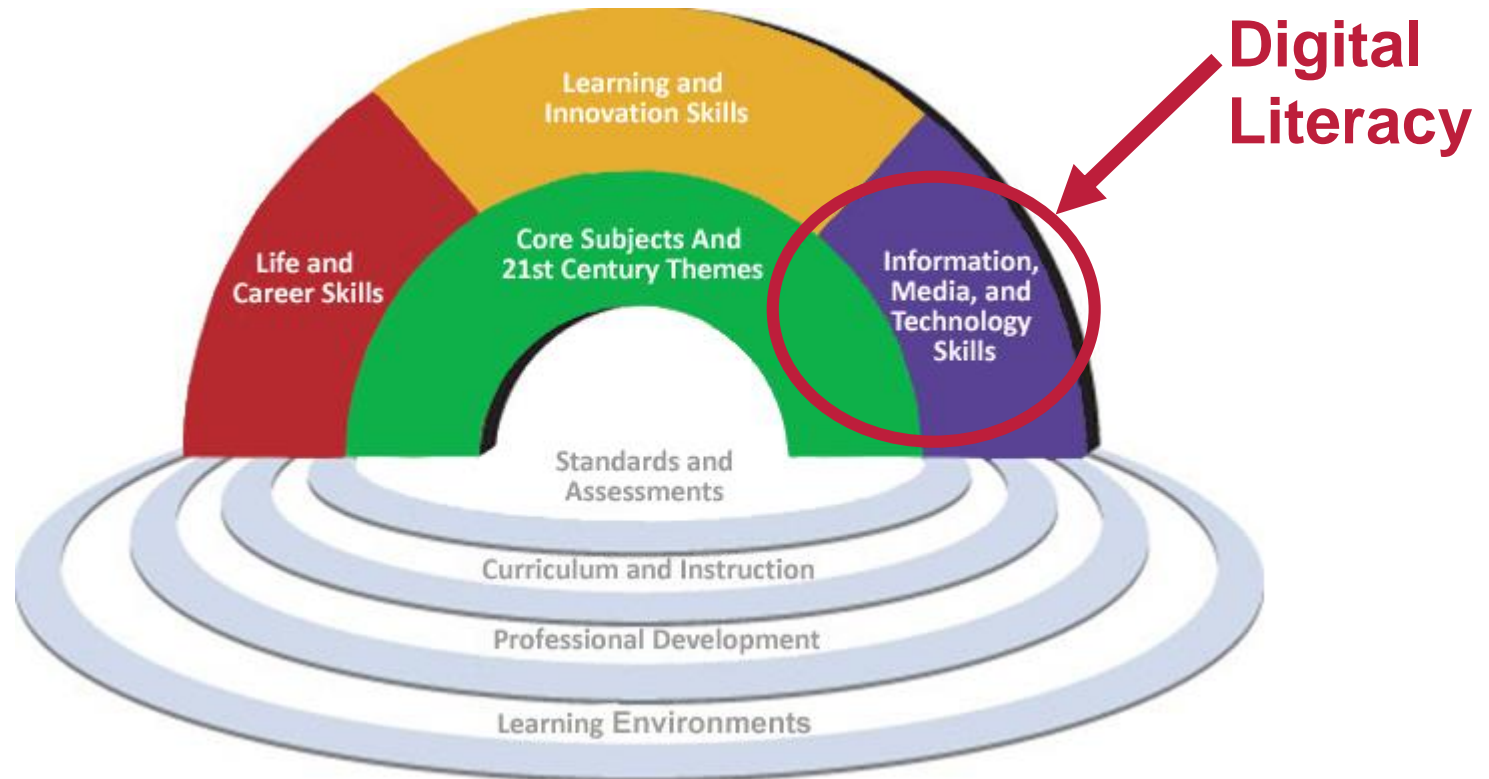 Digital
Literacy
Learning and
Innovation Skills
Life and
Career Skills
Core Subjects And
21st Century Themes
Information,
Media, and
Technology
Skills
Standards and
Assessments
Curriculum and Instruction
Professional Development
Learning Environments